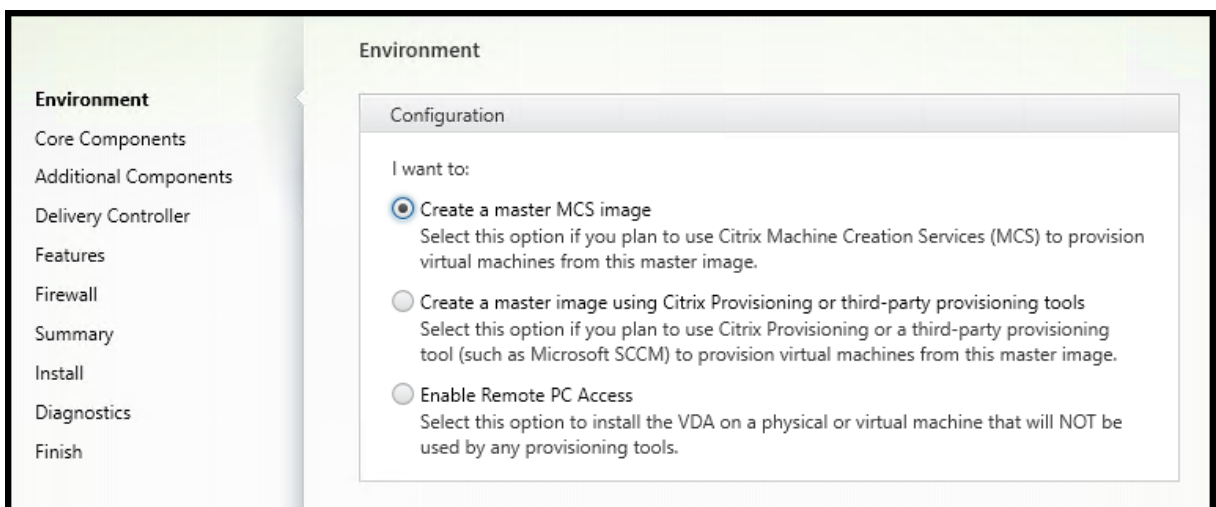 Environment
Core Components
Additional Components
Delivery Controller
Features
Firewall
Summary
Install
Diagnostics
Finish
Environment
Configuration
I want to:
Create a master MCS image
Select this option if you plan to use Citrix Machine Creation Services (MCS) to provision
virtual machines from this master image.
Create a master image using Citrix Provisioning or third-party provisioning tools
Select this option if you plan to use Citrix Provisioning or a third-party provisioning
tool (such as Microsoft SCCM) to provision virtual machines from this master image.
Enable Remote PC Access
Select this option to install the VDA on a physical or virtual machine that will NOT be
used by any provisioning tools.